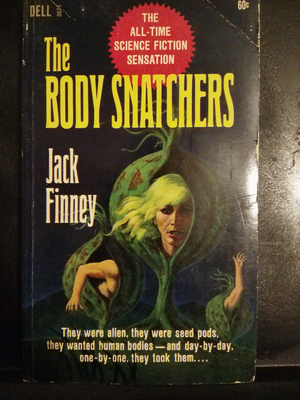 DELL
60¢
THE
ALL-TIME
SCIENCE FICTION
SENSATION
The
BODY SNATCHERS
Jack
Finney
They were alien, they were seed pods,
they wanted human bodies—and day-by-day,
one-by-one, they took them....